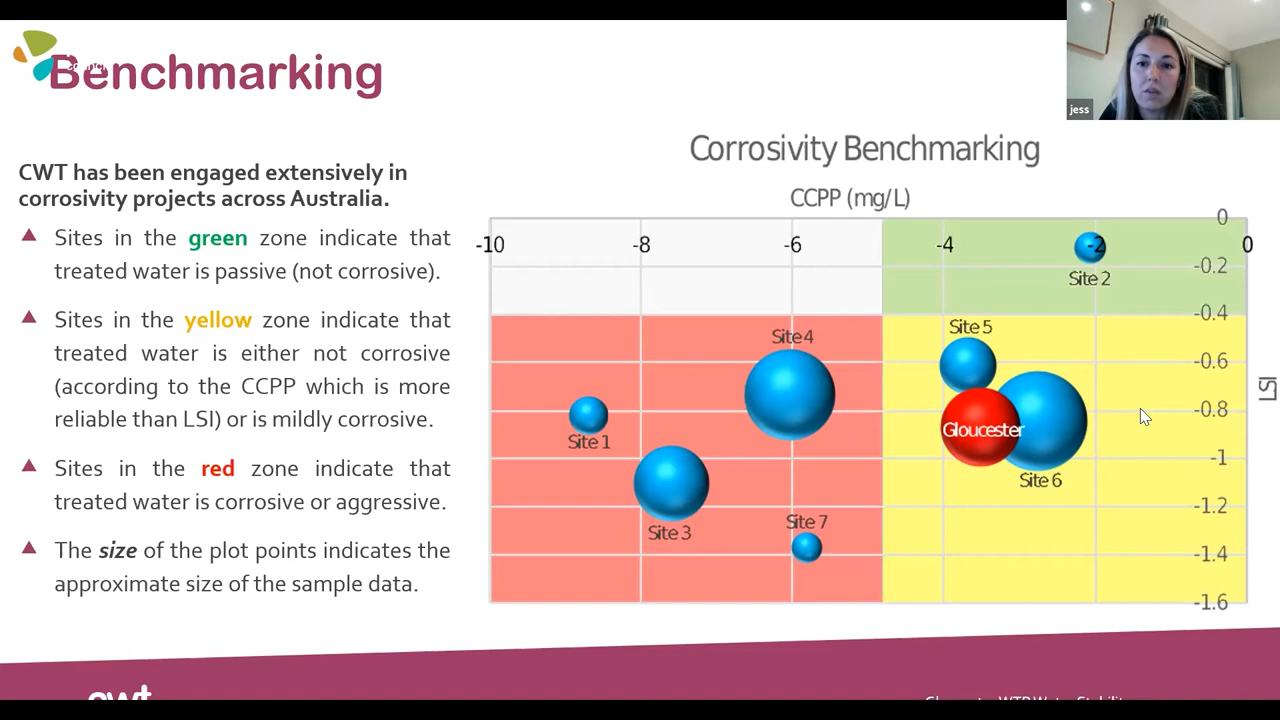 Benchmarking
jess
CWT has been engaged extensively in
corrosivity projects across Australia.
Sites in the green zone indicate that
treated water is passive (not corrosive).
Sites in the yellow zone indicate that
treated water is either not corrosive
(according to the CCPP which is more
reliable than LSI) or is mildly corrosive.
Sites in the red zone indicate that
treated water is corrosive or aggressive.
The size of the plot points indicates the
approximate size of the sample data.
Corrosivity Benchmarking
CCPP (mg/L)
-10 -8 -6 -4 -2 0
0
-0.2
-0.4
-0.6
-0.8
-1
-1.2
-1.4
-1.6
LSI
Site 2
Site 5
Site 4
Gloucester
Site 1
Site 6
Site 7
Site 3
cwt
Gloucester WTP Water Stability